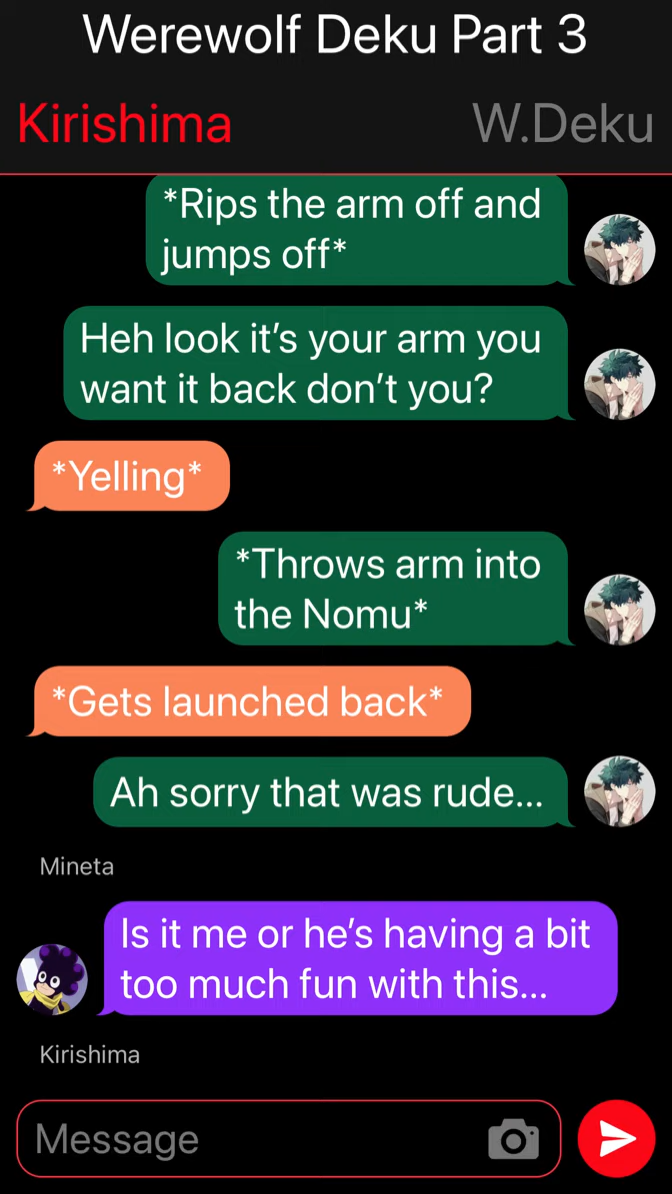 Werewolf Deku Part 3
Kirishima
W.Deku
*Rips the arm off and
jumps off*
Heh look it’s your arm you
want it back don’t you?
*Yelling*
*Throws arm into
the Nomu*
*Gets launched back*
Ah sorry that was rude...
Mineta
Is it me or he’s having a bit
too much fun with this...
Kirishima
Message